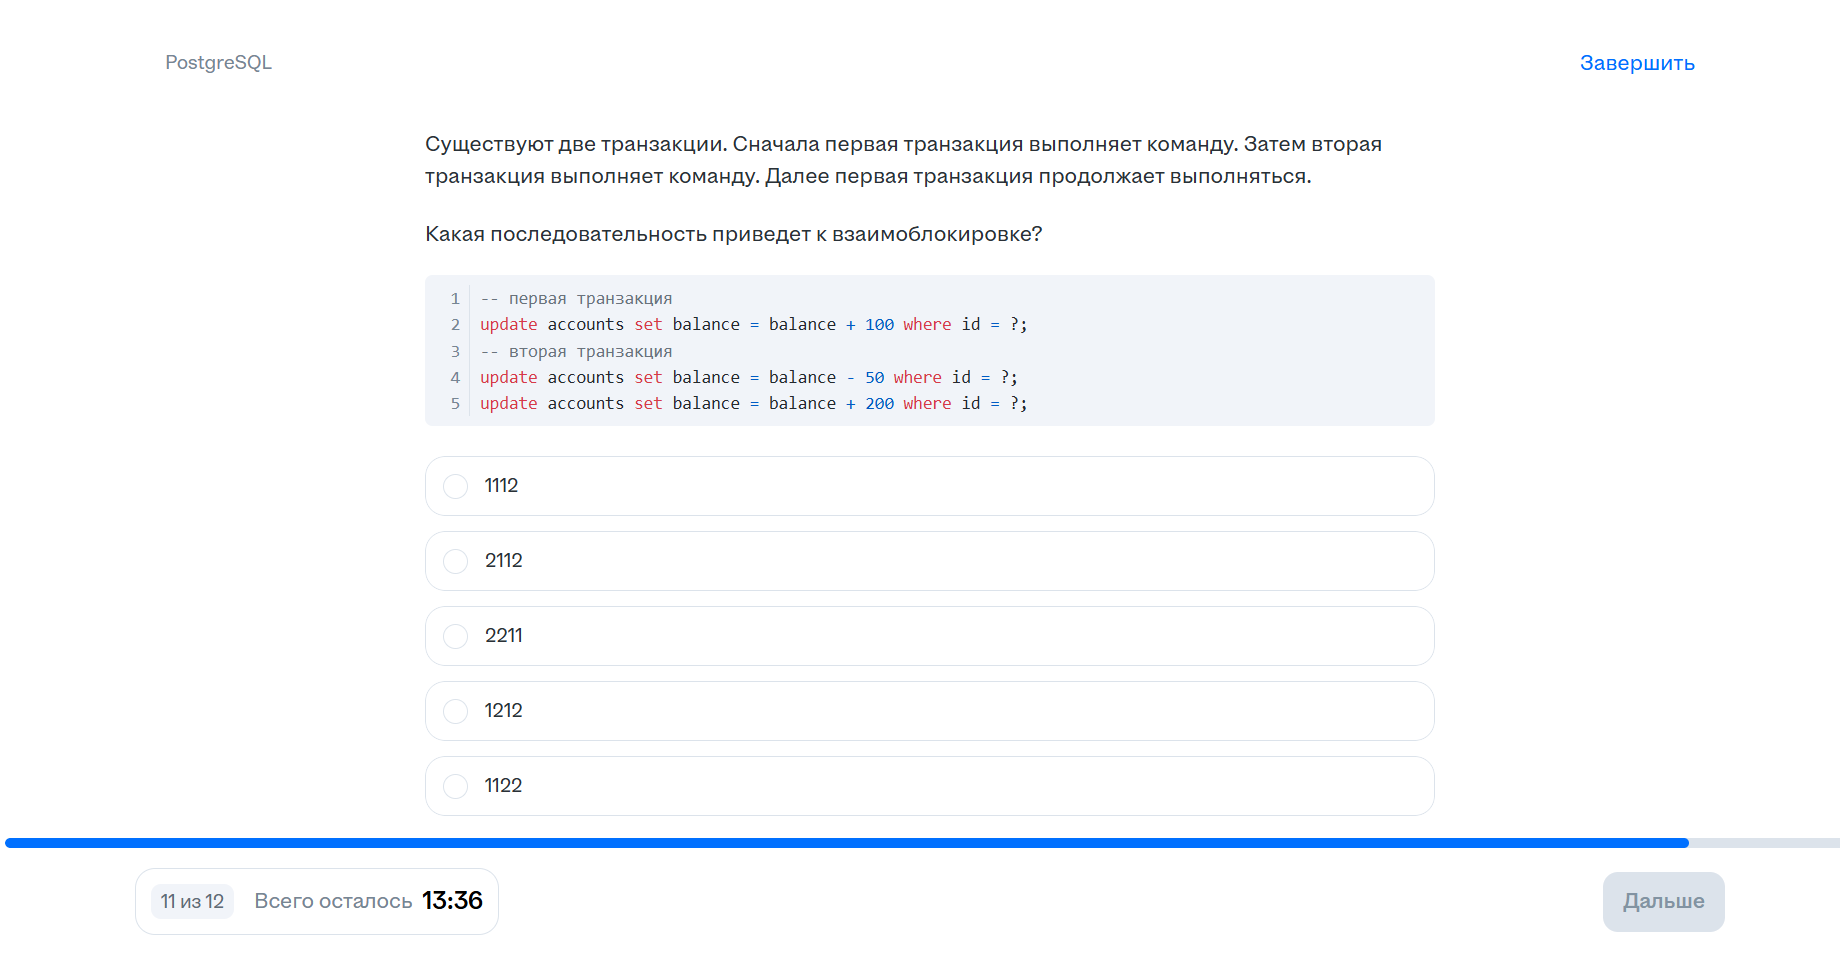 PostgreSQL
Завершить
Существуют две транзакции. Сначала первая транзакция выполняет команду. Затем вторая
транзакция выполняет команду. Далее первая транзакция продолжает выполняться.
Какая последовательность приведет к взаимоблокировке?
1 -- первая транзакция
2 update accounts set balance = balance + 100 where id = ?;
3 -- вторая транзакция
4 update accounts set balance = balance - 50 where id = ?;
5 update accounts set balance = balance + 200 where id = ?;
1112
2112
2211
1212
1122
11 из 12 Всего осталось 13:36
Дальше